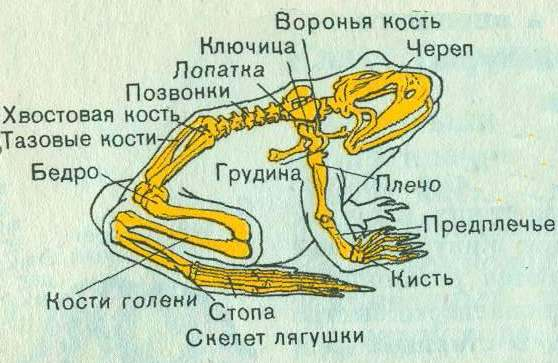 Воронья кость
Ключица
Череп
Лопатка
Позвонки
Хвостовая кость
Тазовые кости
Бедро
Грудина
Плечо
Предплечье
Кисть
Кости голени
Стопа
Скелет лягушки